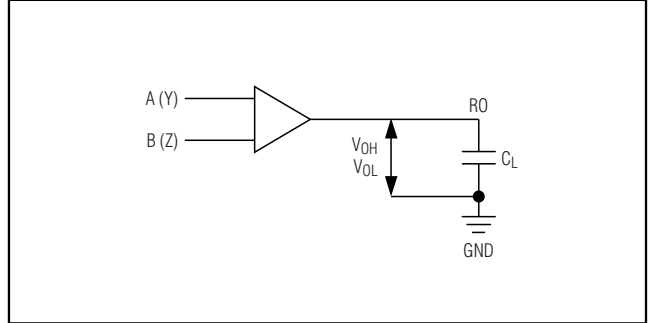 A (Y)
B (Z)
VOH
VOL
RO
CL
GND